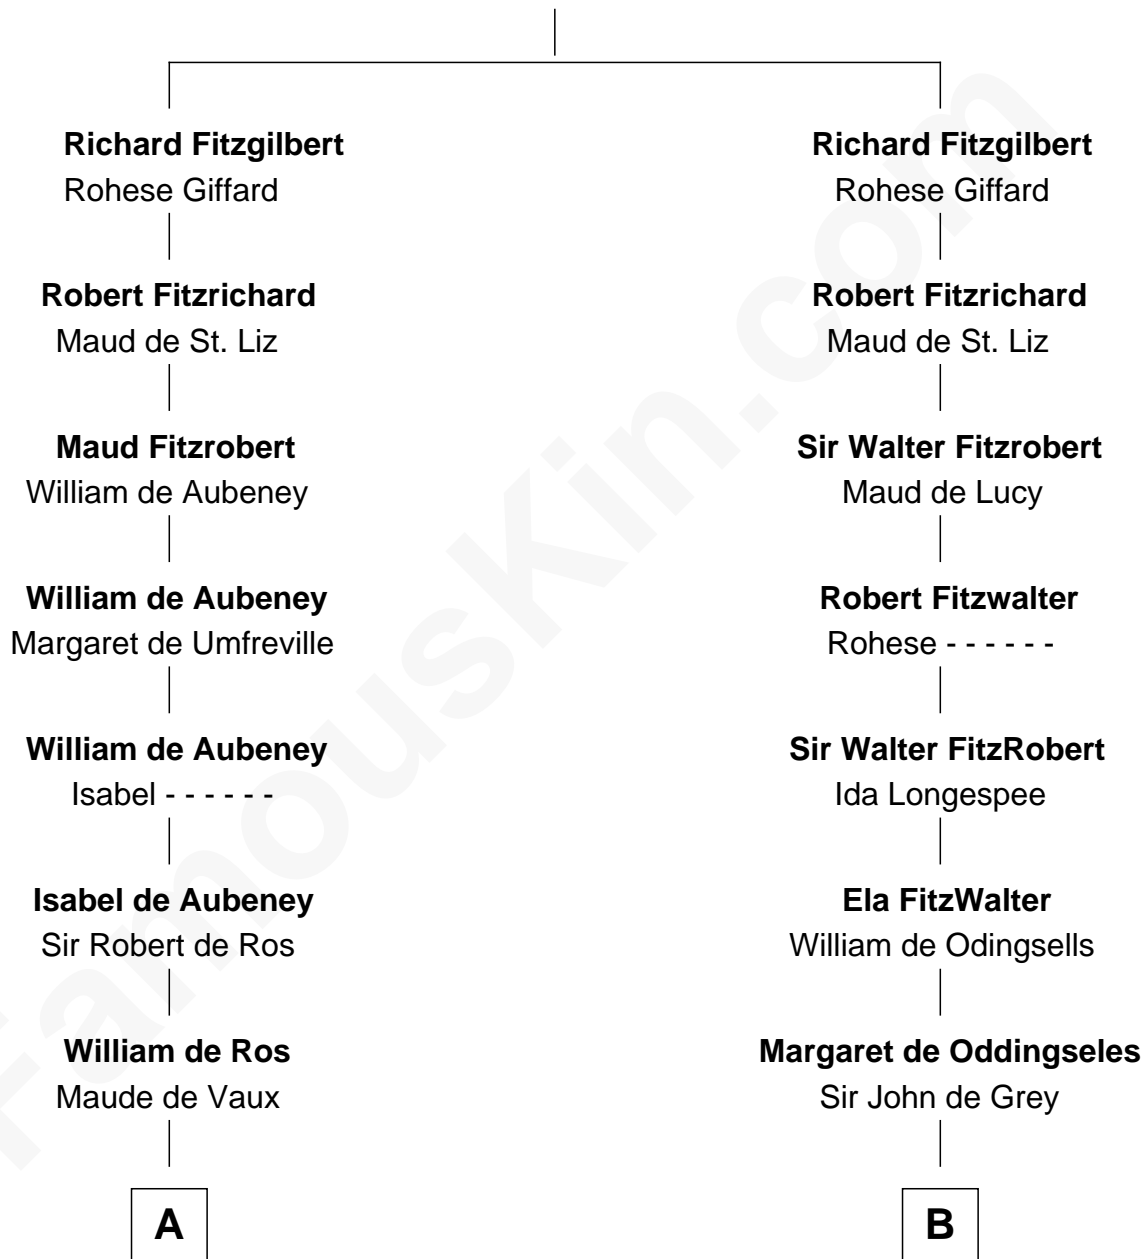 Richard Fitzgilbert
Rohese Giffard
Robert Fitzrichard
Maud de St. Liz
Maud Fitzrobert
William de Aubeney
William de Aubeney
Margaret de Umfreville
William de Aubeney
Isabel - - - - - -
Isabel de Aubeney
Sir Robert de Ros
William de Ros
Maude de Vaux
A
Richard Fitzgilbert
Rohese Giffard
Robert Fitzrichard
Maud de St. Liz
Sir Walter Fitzrobert
Maud de Lucy
Robert Fitzwalter
Rohese - - - - - -
Sir Walter FitzRobert
Ida Longespee
Ela FitzWalter
William de Odingsells
Margaret de Oddingseles
Sir John de Grey
B
FamousKin.com